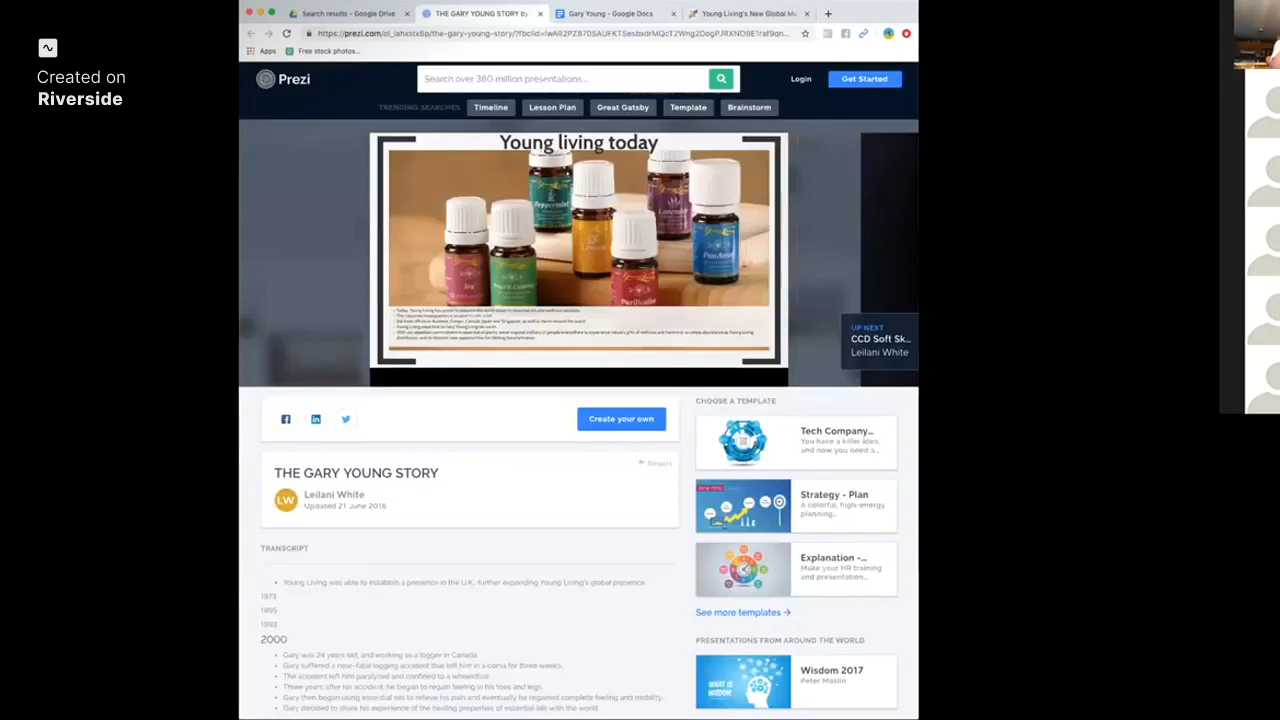 Created on
Riverside
Search results - Google Drive
THE GARY YOUNG STORY by
Gary Young - Google Docs
Young Living's New Global M
Apps
Free stock photos...
Prezi
Search over 360 million presentations...
Login
Get Started
TRENDING SEARCHES
Timeline
Lesson Plan
Great Gatsby
Template
Brainstorm
Young living today
Peppermint
Lavender
Joy
PanAway
Purification
UP NEXT
CCD Soft Sk...
Leilani White
Create your own
CHOOSE A TEMPLATE
Tech Company...
You have a killer idea,
and now you need a...
Report
THE GARY YOUNG STORY
LW
Leilani White
Updated 21 June 2016
Strategy - Plan
A colorful, high-energy
planning...
Explanation -...
Make your HR training
and presentation...
TRANSCRIPT
Young Living was able to establish a presence in the U.K., further expanding Young Living's global presence.
1973
1995
1993
2000
Gary was 24 years old, and working as a logger in Canada.
Gary suffered a near-fatal logging accident that left him in a coma for three weeks.
The accident left him paralyzed and confined to a wheelchair.
Three years after his accident, he began to regain feeling in his toes and legs.
Gary then began using essential oils to relieve his pain and eventually he regained complete feeling and mobility.
Gary decided to share his experience of the healing properties of essential oils with the world.
See more templates →
PRESENTATIONS FROM AROUND THE WORLD
WHAT IS
WISDOM
Wisdom 2017
Peter Maslin